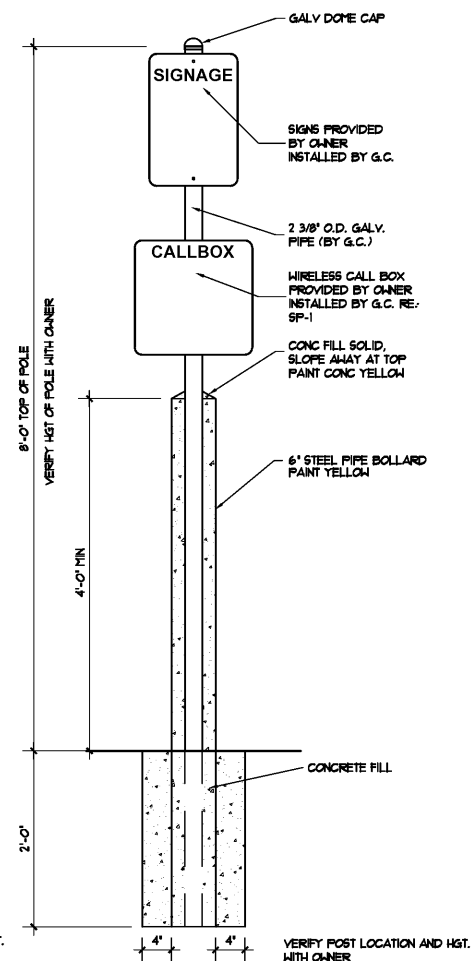 GALV DOME CAP
SIGNAGE
SIGNS PROVIDED
BY OWNER
INSTALLED BY G.C.
2 3/8" O.D. GALV.
PIPE (BY G.C.)
CALLBOX
WIRELESS CALL BOX
PROVIDED BY OWNER
INSTALLED BY G.C. RE:
SP-1
CONC FILL SOLID,
SLOPE AWAY AT TOP
PAINT CONC YELLOW
8'-0" TOP OF POLE
VERIFY HGT OF POLE WITH OWNER
6" STEEL PIPE BOLLARD
PAINT YELLOW
4'-0" MIN
CONCRETE FILL
2'-0"
T.
4"
4"
VERIFY POST LOCATION AND HGT.
WITH OWNER